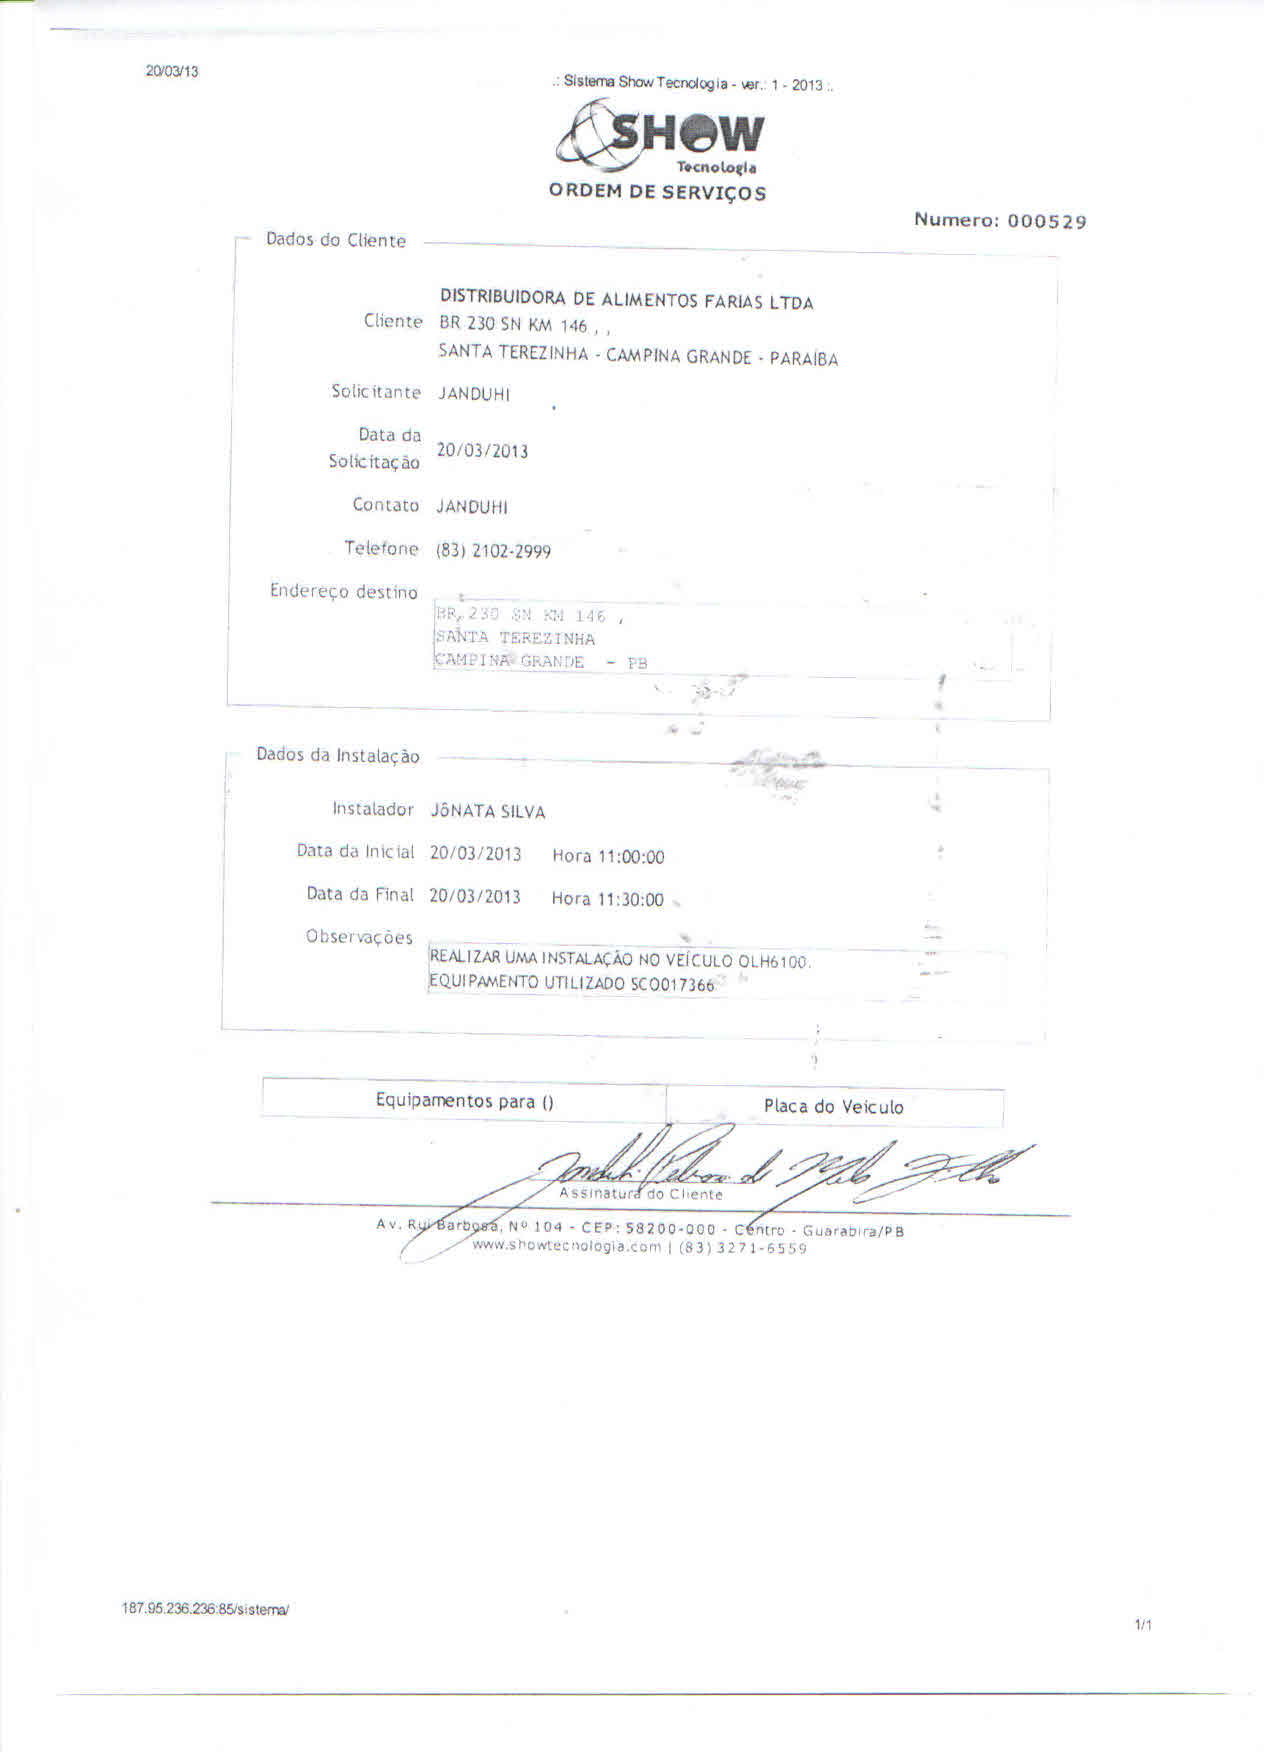 20/03/13
.: Sistema Show Tecnologia - ver.: 1 - 2013 :.
SHOW
Tecnologia
ORDEM DE SERVIÇOS
Numero: 000529
Dados do Cliente
DISTRIBUIDORA DE ALIMENTOS FARIAS LTDA
Cliente BR 230 SN KM 146 , ,
SANTA TEREZINHA - CAMPINA GRANDE - PARAÍBA
Solicitante JANDUHI
Data da
Solicitação 20/03/2013
Contato JANDUHI
Telefone (83) 2102-2999
Endereço destino
BR, 230 SN KM 146 ,
SANTA TEREZINHA
CAMPINA GRANDE - PB
Dados da Instalação
Instalador JÔNATA SILVA
Data da Inicial 20/03/2013 Hora 11:00:00
Data da Final 20/03/2013 Hora 11:30:00
Observações
REALIZAR UMA INSTALAÇÃO NO VEÍCULO OLH6100.
EQUIPAMENTO UTILIZADO SCO017366
Equipamentos para () Placa do Veículo
Janduhi Pedrosa de Melo Filho
Assinatura do Cliente
Av. Rui Barbosa, Nº 104 - CEP: 58200-000 - Centro - Guarabira/PB
www.showtecnologia.com | (83) 3271-6559
187.95.236.236:85/sistema/
1/1